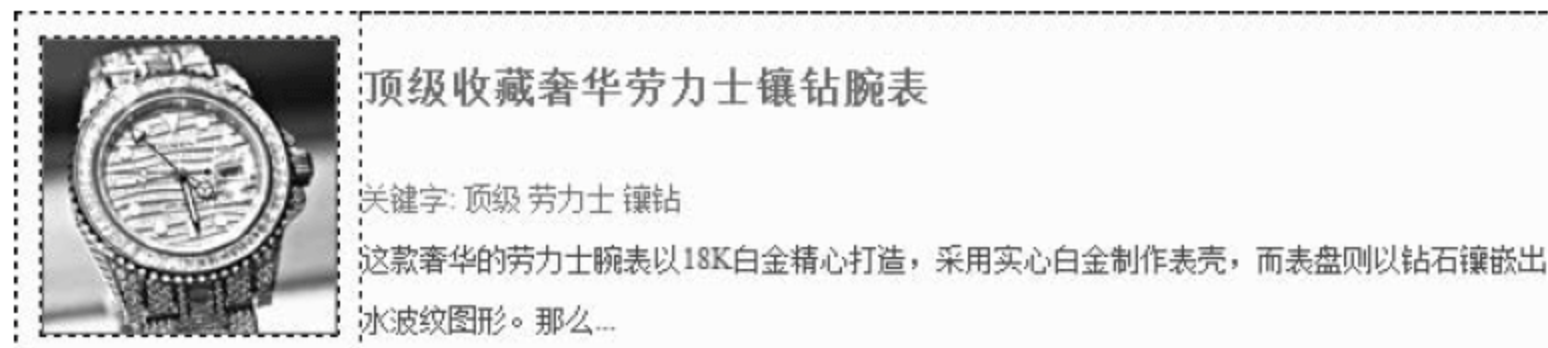 顶级收藏奢华劳力士镶钻腕表
关键字: 顶级 劳力士 镶钻
这款奢华的劳力士腕表以18K白金精心打造，采用实心白金制作表壳，而表盘则以钻石镶嵌出
水波纹图形。那么...